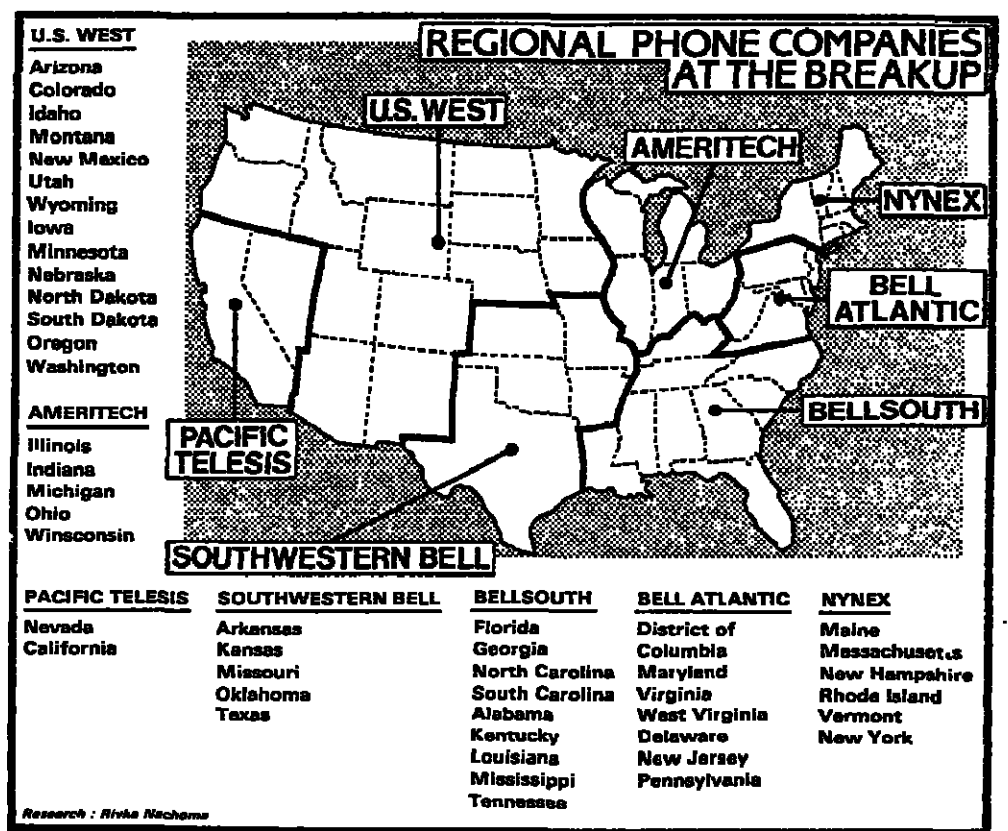 REGIONAL PHONE COMPANIES
AT THE BREAKUP
U.S. WEST
Arizona
Colorado
Idaho
Montana
New Mexico
Utah
Wyoming
Iowa
Minnesota
Nebraska
North Dakota
South Dakota
Oregon
Washington
AMERITECH
Illinois
Indiana
Michigan
Ohio
Winsconsin
U.S. WEST
AMERITECH
NYNEX
BELL
ATLANTIC
BELLSOUTH
PACIFIC
TELESIS
SOUTHWESTERN BELL
PACIFIC TELESIS
Nevada
California
SOUTHWESTERN BELL
Arkansas
Kansas
Missouri
Oklahoma
Texas
BELLSOUTH
Florida
Georgia
North Carolina
South Carolina
Alabama
Kentucky
Louisiana
Mississippi
Tennessee
BELL ATLANTIC
District of
Columbia
Maryland
Virginia
West Virginia
Delaware
New Jersey
Pennsylvania
NYNEX
Maine
Massachusetts
New Hampshire
Rhode Island
Vermont
New York
Research : Rivka Nachoma